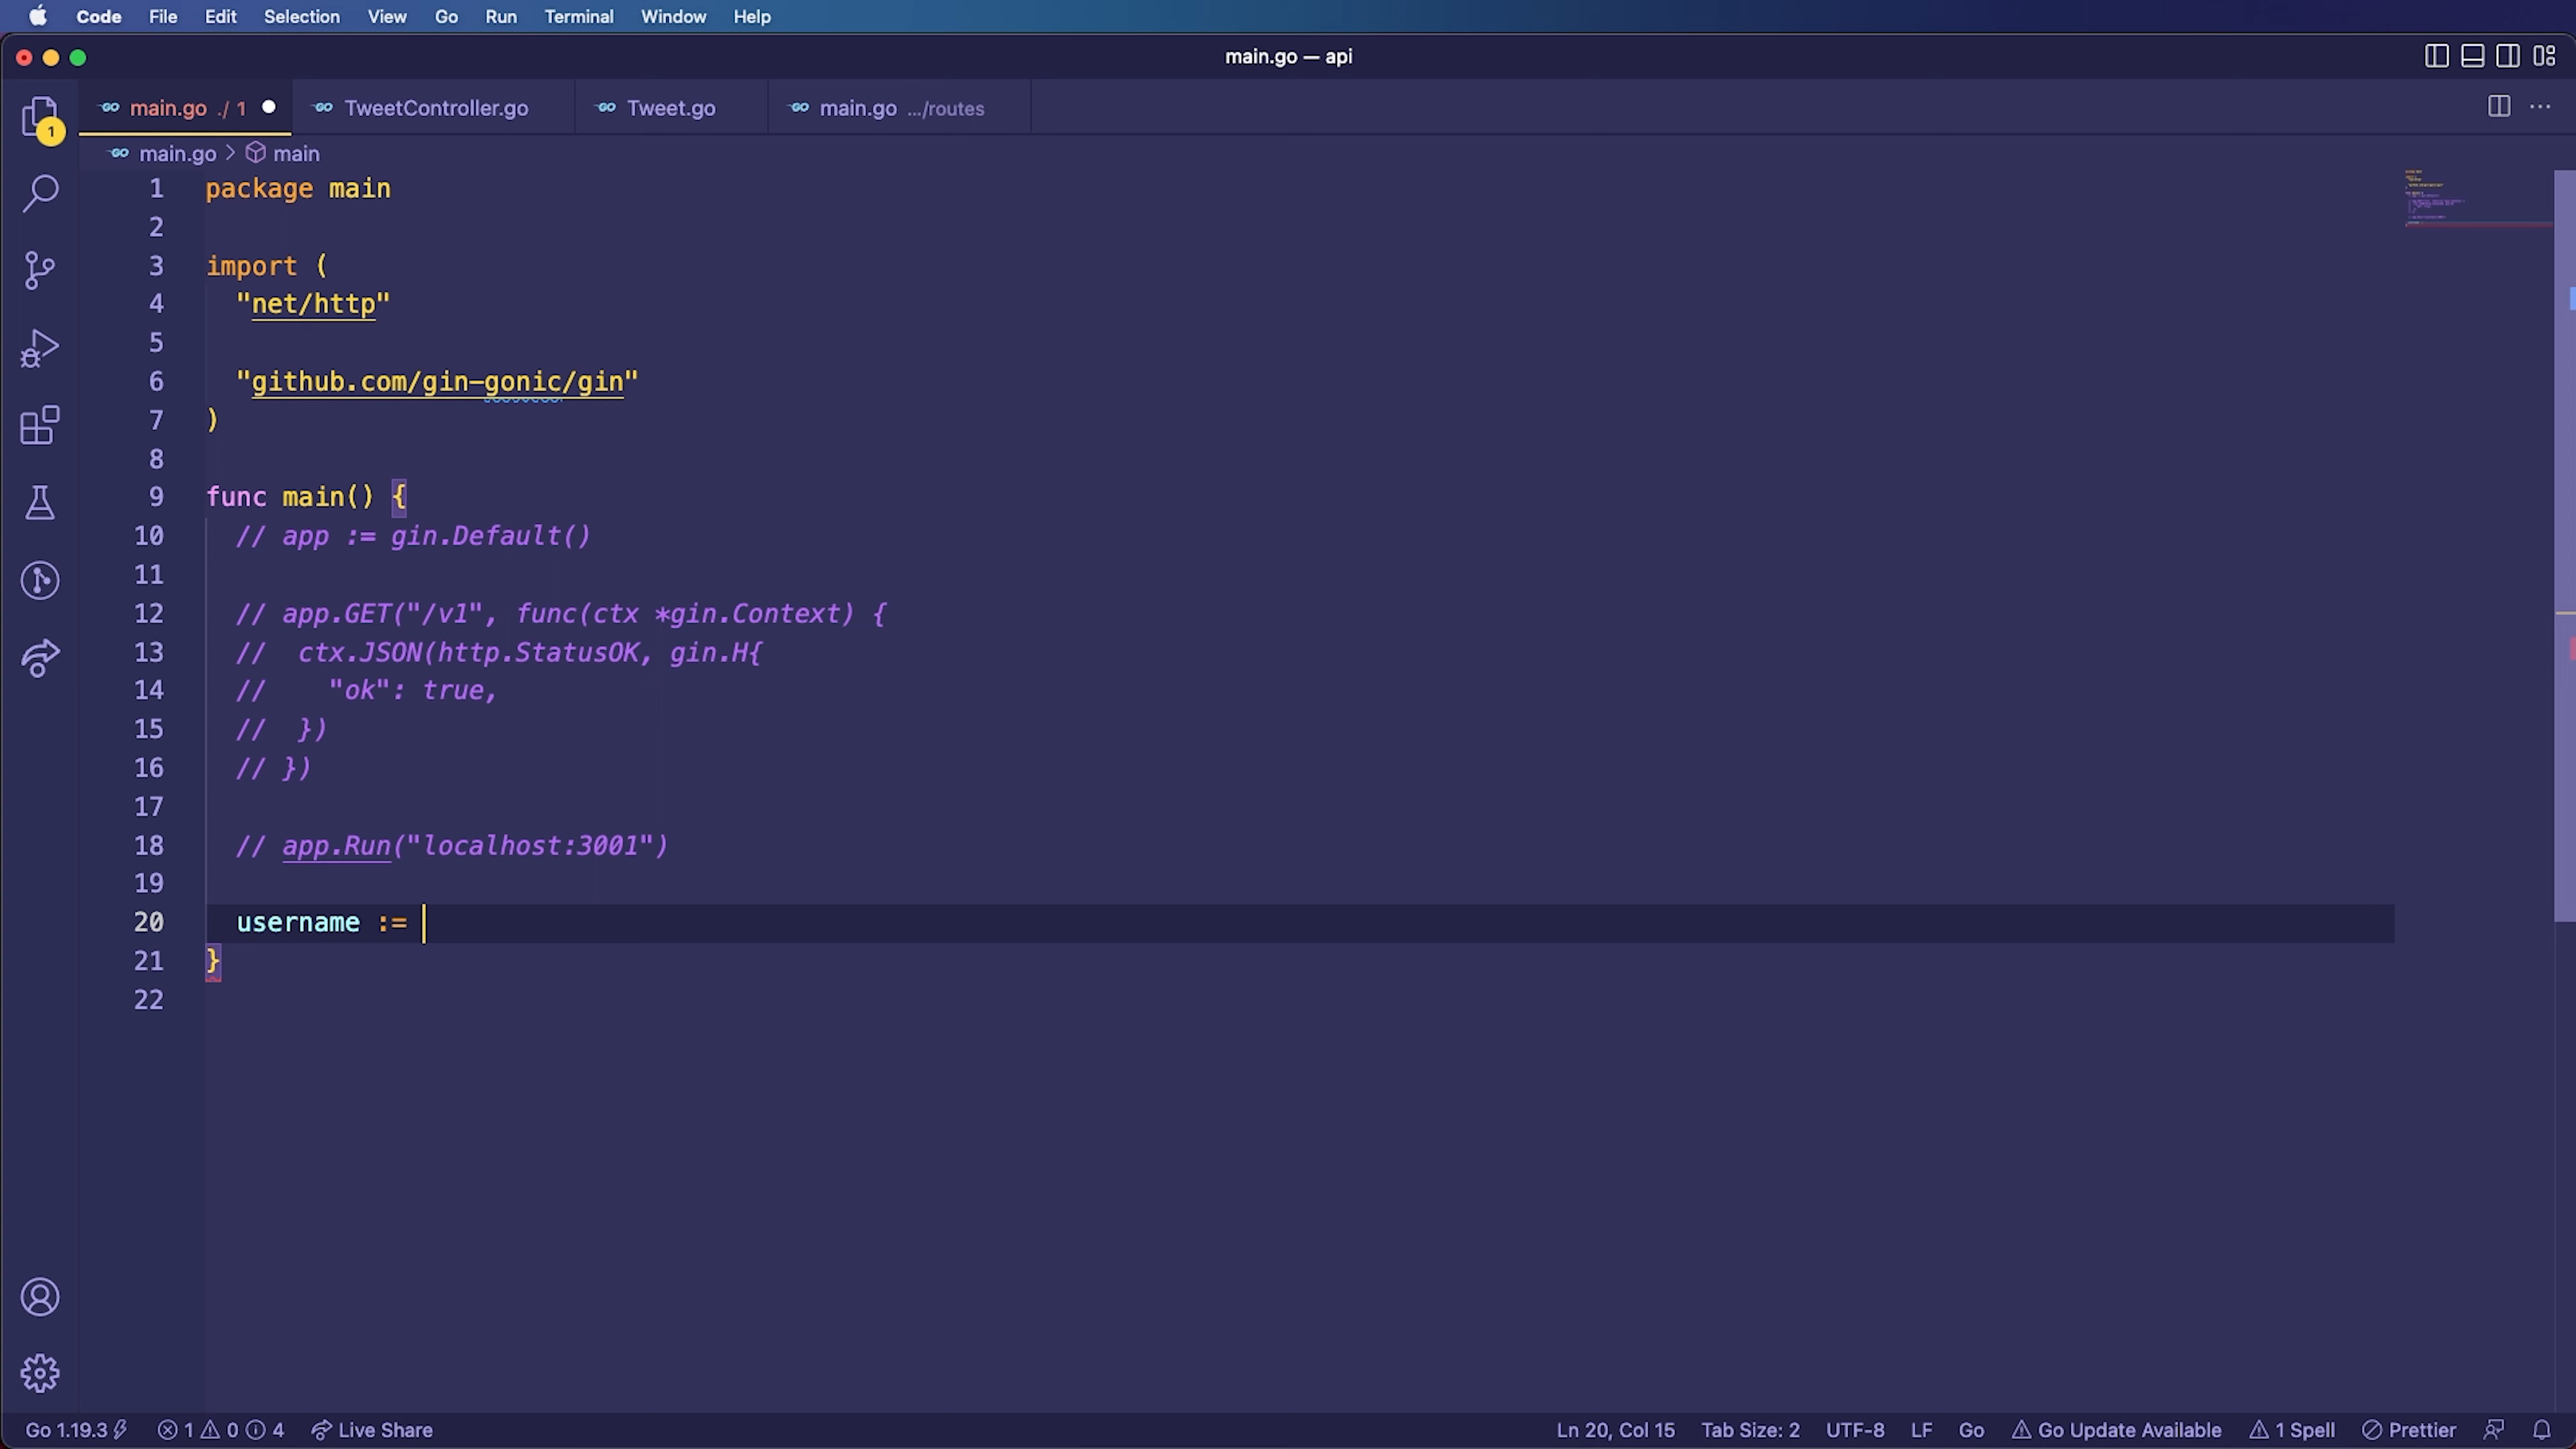 Code File Edit Selection View Go Run Terminal Window Help
main.go — api
main.go ./ 1 TweetController.go Tweet.go main.go .../routes
1
main.go > main
1 package main
2
3 import (
4 "net/http"
5
6 "github.com/gin-gonic/gin"
7 )
8
9 func main() {
10 // app := gin.Default()
11
12 // app.GET("/v1", func(ctx *gin.Context) {
13 //  ctx.JSON(http.StatusOK, gin.H{
14 //    "ok": true,
15 //  })
16 // })
17
18 // app.Run("localhost:3001")
19
20 username :=
21 }
22
Go 1.19.3 1 0 4 Live Share Ln 20, Col 15 Tab Size: 2 UTF-8 LF Go Go Update Available 1 Spell Prettier